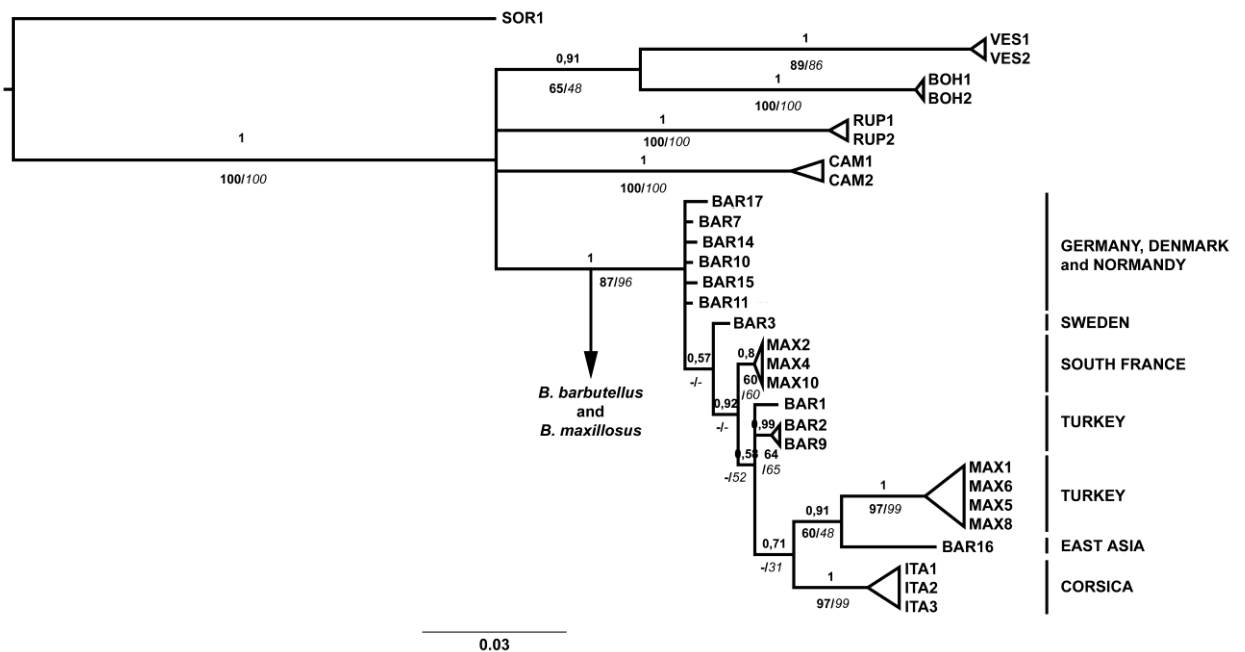 SOR1
1
100/100
0,91
65/48
1
89/86
VES1
VES2
1
100/100
BOH1
BOH2
1
100/100
RUP1
RUP2
1
100/100
CAM1
CAM2
1
87/96
B. barbutellus
and
B. maxillosus
BAR17
BAR7
BAR14
BAR10
BAR15
BAR11
GERMANY, DENMARK
and NORMANDY
0,57
-/-
BAR3
SWEDEN
0,92
-/-
0,8
60
/60
MAX2
MAX4
MAX10
SOUTH FRANCE
0,58
-/52
BAR1
0,99
64
/65
BAR2
BAR9
TURKEY
0,71
-/31
0,91
60/48
1
97/99
MAX1
MAX6
MAX5
MAX8
TURKEY
BAR16
EAST ASIA
1
97/99
ITA1
ITA2
ITA3
CORSICA
0.03